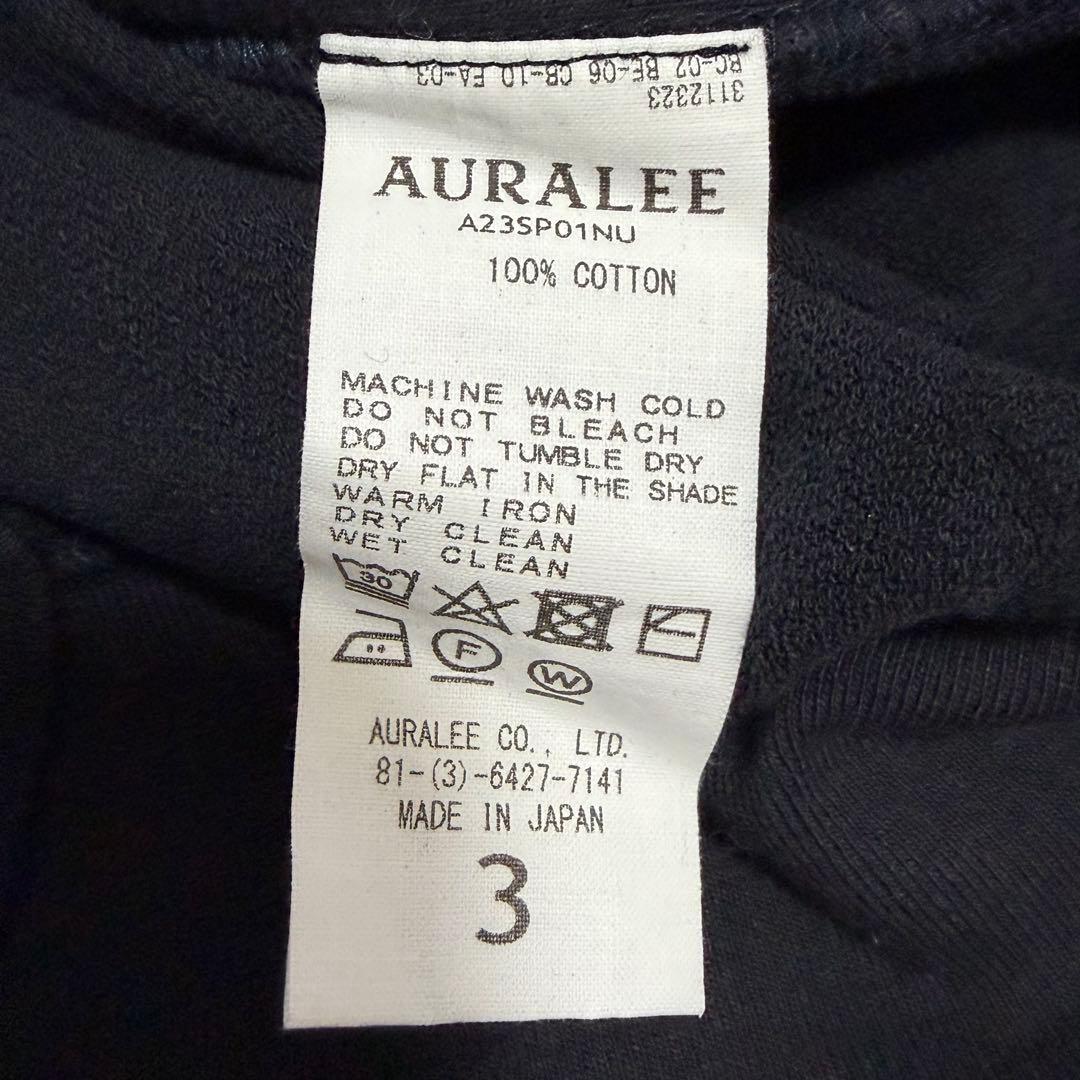 3112323
RC-02 BE-06 CB-10 FA-03
AURALEE
A23SP01NU
100% COTTON
MACHINE WASH COLD
DO NOT BLEACH
DO NOT TUMBLE DRY
DRY FLAT IN THE SHADE
WARM IRON
DRY CLEAN
WET CLEAN
30
F
W
AURALEE CO., LTD.
81-(3)-6427-7141
MADE IN JAPAN
3